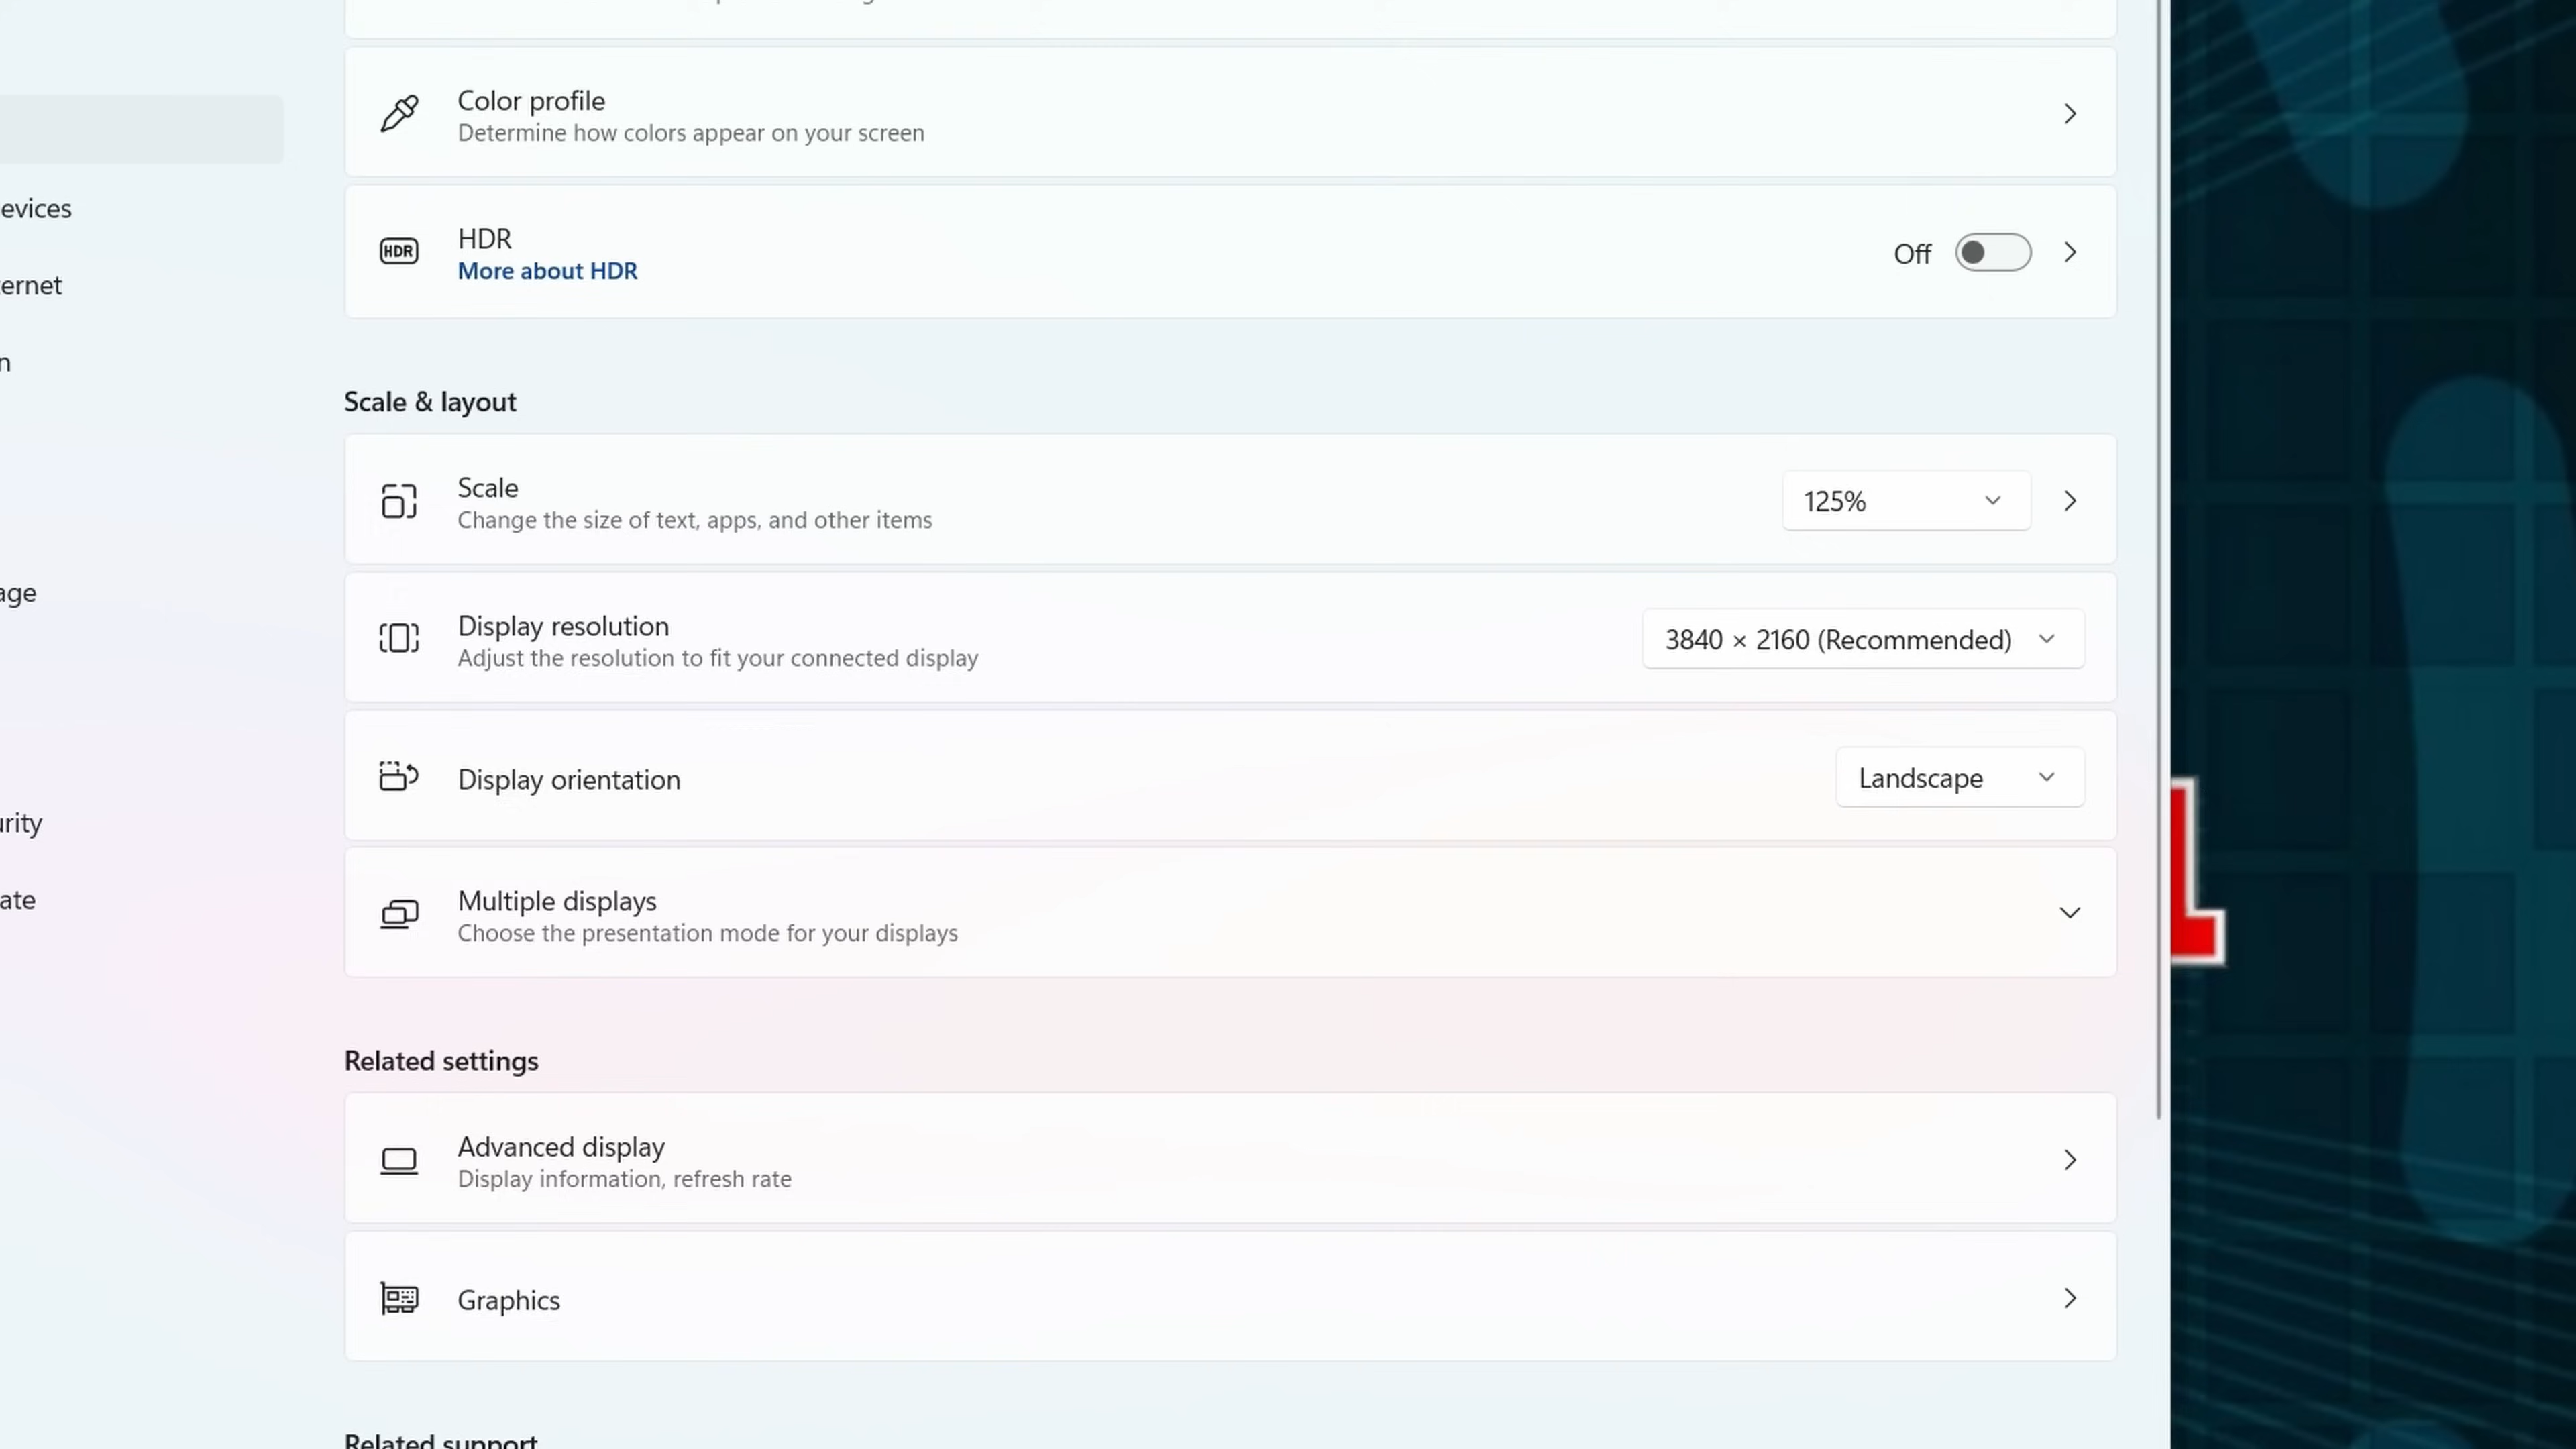 Color profile
Determine how colors appear on your screen
HDR
HDR
More about HDR
Off
Scale & layout
Scale
Change the size of text, apps, and other items
125%
Display resolution
Adjust the resolution to fit your connected display
3840 × 2160 (Recommended)
Display orientation
Landscape
Multiple displays
Choose the presentation mode for your displays
Related settings
Advanced display
Display information, refresh rate
Graphics
Related support
evices
ernet
n
age
urity
ate